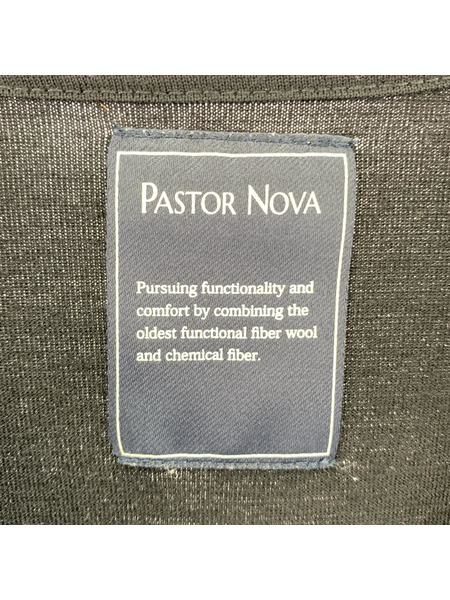 PASTOR NOVA
Pursuing functionality and
comfort by combining the
oldest functional fiber wool
and chemical fiber.